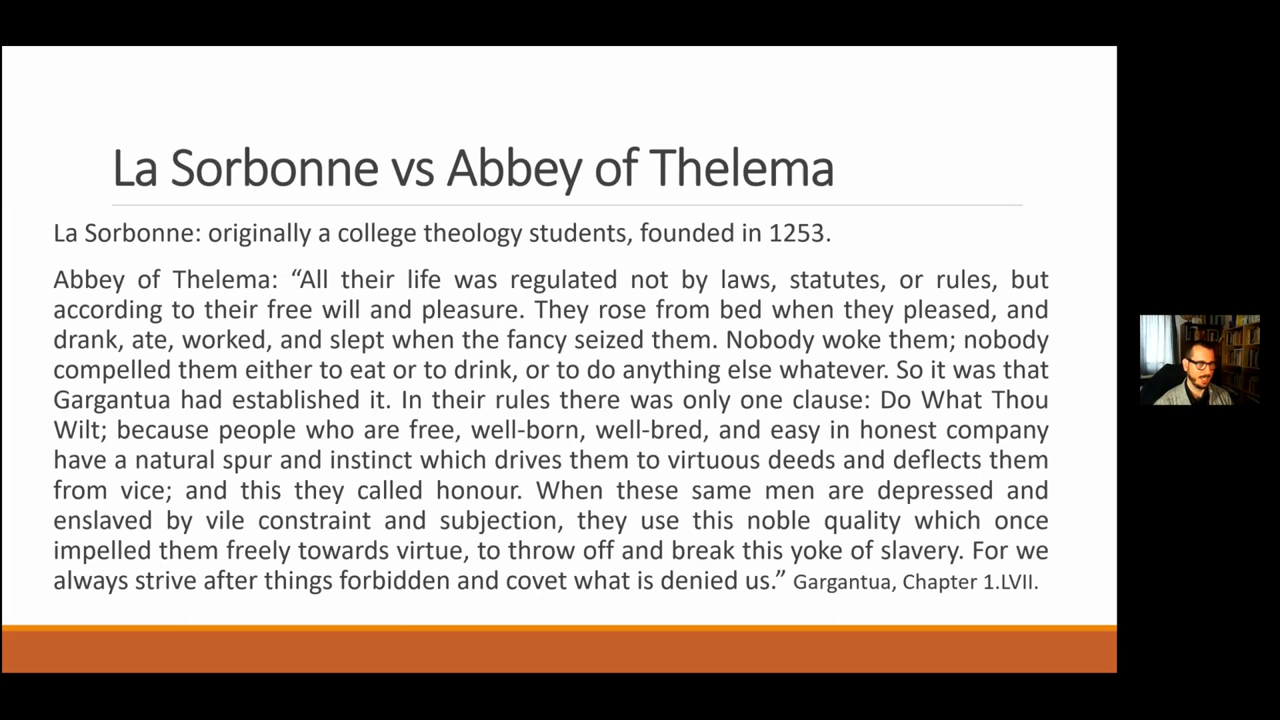 La Sorbonne vs Abbey of Thelema
La Sorbonne: originally a college theology students, founded in 1253.
Abbey of Thelema: “All their life was regulated not by laws, statutes, or rules, but
according to their free will and pleasure. They rose from bed when they pleased, and
drank, ate, worked, and slept when the fancy seized them. Nobody woke them; nobody
compelled them either to eat or to drink, or to do anything else whatever. So it was that
Gargantua had established it. In their rules there was only one clause: Do What Thou
Wilt; because people who are free, well-born, well-bred, and easy in honest company
have a natural spur and instinct which drives them to virtuous deeds and deflects them
from vice; and this they called honour. When these same men are depressed and
enslaved by vile constraint and subjection, they use this noble quality which once
impelled them freely towards virtue, to throw off and break this yoke of slavery. For we
always strive after things forbidden and covet what is denied us.” Gargantua, Chapter 1.LVII.